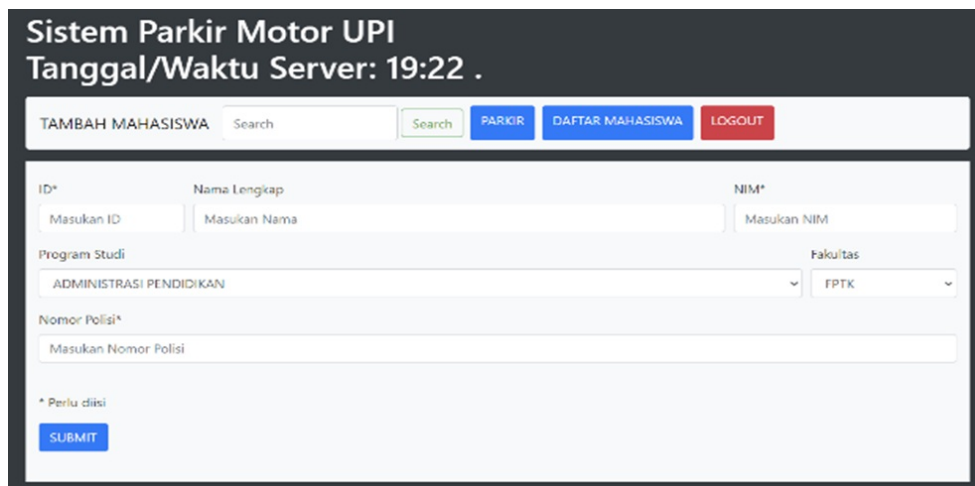 Sistem Parkir Motor UPI
Tanggal/Waktu Server: 19:22 .
TAMBAH MAHASISWA Search Search PARKIR DAFTAR MAHASISWA LOGOUT
ID* Nama Lengkap NIM*
Masukan ID Masukan Nama Masukan NIM
Program Studi Fakultas
ADMINISTRASI PENDIDIKAN FPTK
Nomor Polisi*
Masukan Nomor Polisi
* Perlu diisi
SUBMIT